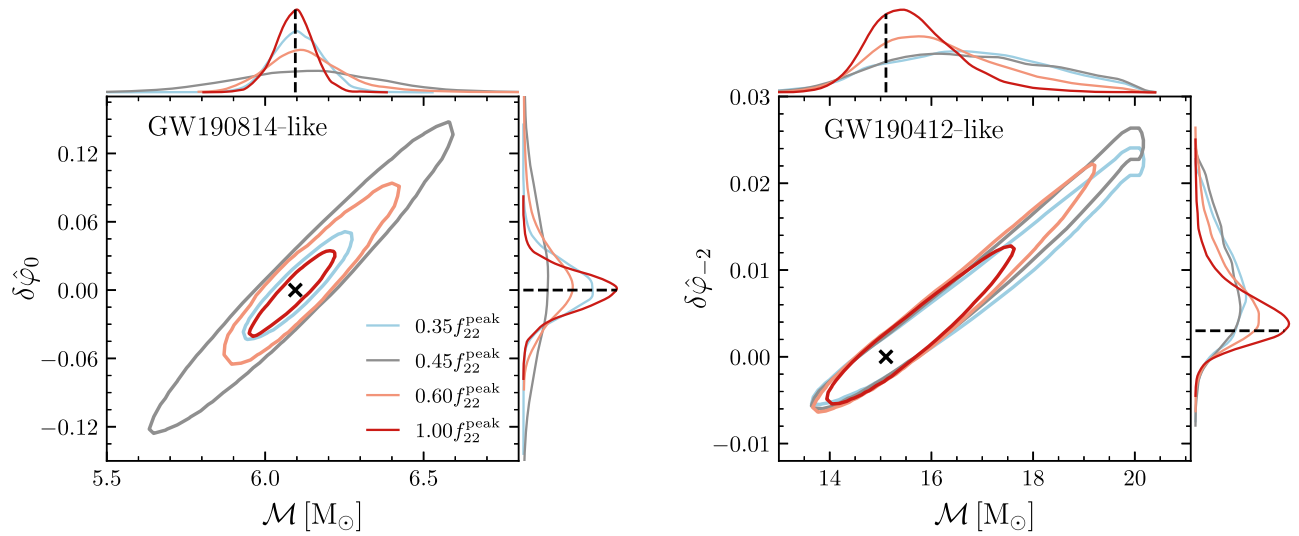 GW190814-like
0.12
0.06
0.00
−0.06
−0.12
δφ̂₀
0.35f₂₂^peak
0.45f₂₂^peak
0.60f₂₂^peak
1.00f₂₂^peak
5.5 6.0 6.5
ℳ [M☉]
GW190412-like
0.03
0.02
0.01
0.00
−0.01
δφ̂₋₂
14 16 18 20
ℳ [M☉]